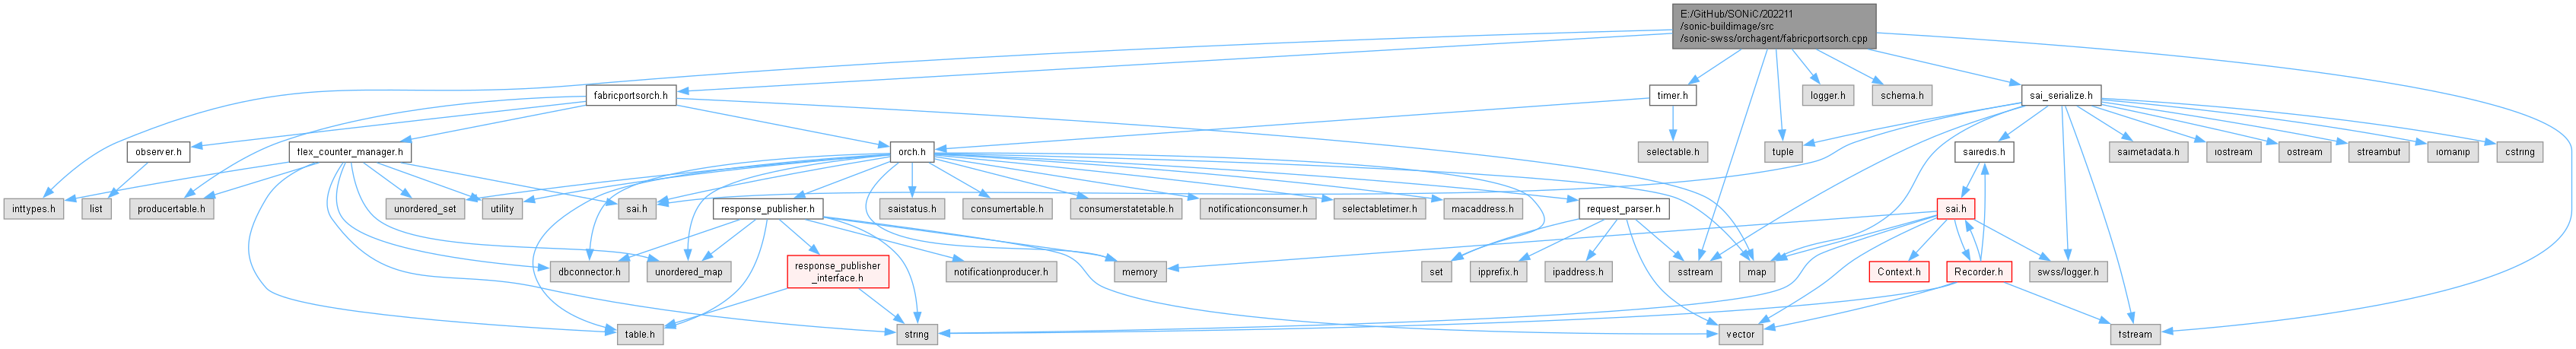 E:/GitHub/SONiC/202211
/sonic-buildimage/src
/sonic-swss/orchagent/fabricportsorch.cpp
fabricportsorch.h
timer.h
logger.h
schema.h
sai_serialize.h
observer.h
flex_counter_manager.h
orch.h
selectable.h
tuple
sairedis.h
saimetadata.h
iostream
ostream
streambuf
iomanip
cstring
inttypes.h
list
producertable.h
unordered_set
utility
sai.h
response_publisher.h
saistatus.h
consumertable.h
consumerstatetable.h
notificationconsumer.h
selectabletimer.h
macaddress.h
request_parser.h
sai.h
dbconnector.h
unordered_map
response_publisher
_interface.h
notificationproducer.h
memory
set
ipprefix.h
ipaddress.h
sstream
map
Context.h
Recorder.h
swss/logger.h
table.h
string
vector
fstream